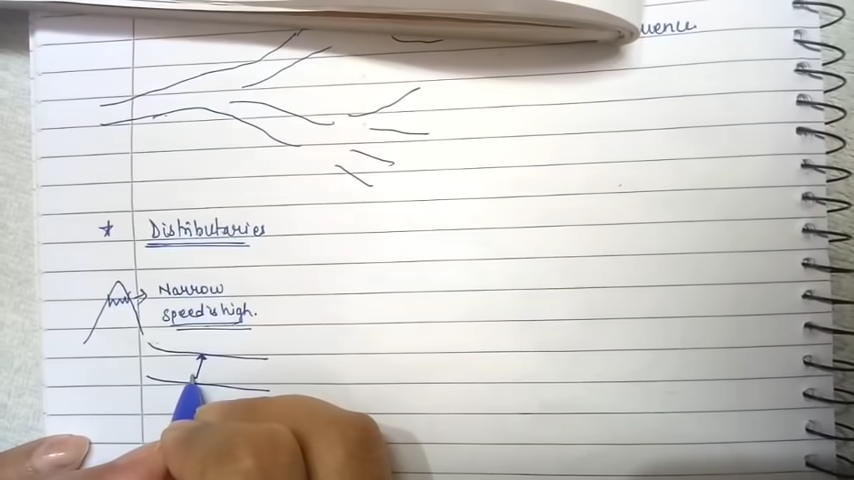 uence.
* Distributaries
Narrow
speed is high.